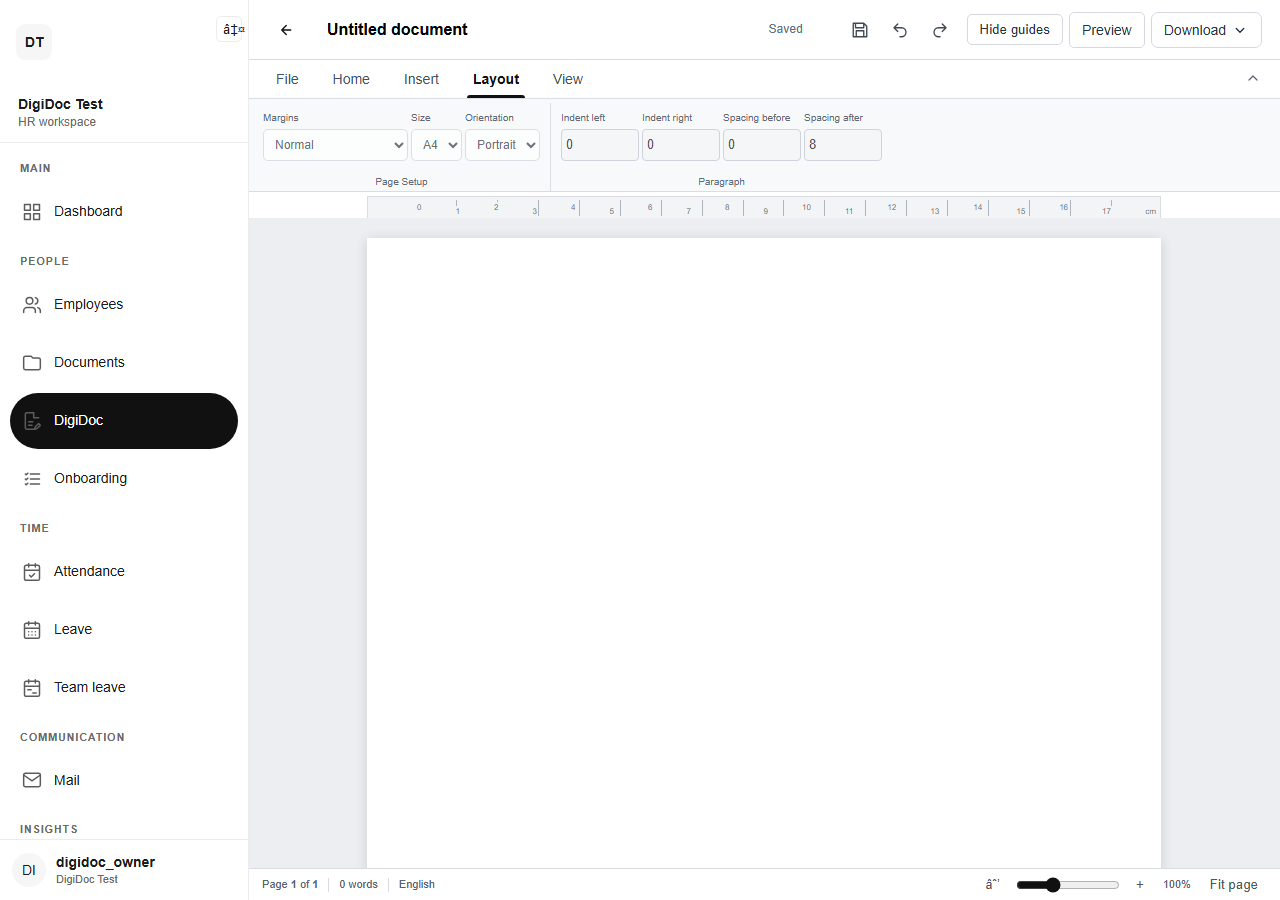 DT
â‡¤
DigiDoc Test
HR workspace
MAIN
Dashboard
PEOPLE
Employees
Documents
DigiDoc
Onboarding
TIME
Attendance
Leave
Team leave
COMMUNICATION
Mail
INSIGHTS
DI
digidoc_owner
DigiDoc Test
Untitled document
Saved
Hide guides
Preview
Download
File Home Insert Layout View
Margins Size Orientation Indent left Indent right Spacing before Spacing after
Normal A4 Portrait 0 0 0 8
Page Setup Paragraph
0 1 2 3 4 5 6 7 8 9 10 11 12 13 14 15 16 17 cm
Page 1 of 1 0 words English
âˆ’ + 100% Fit page